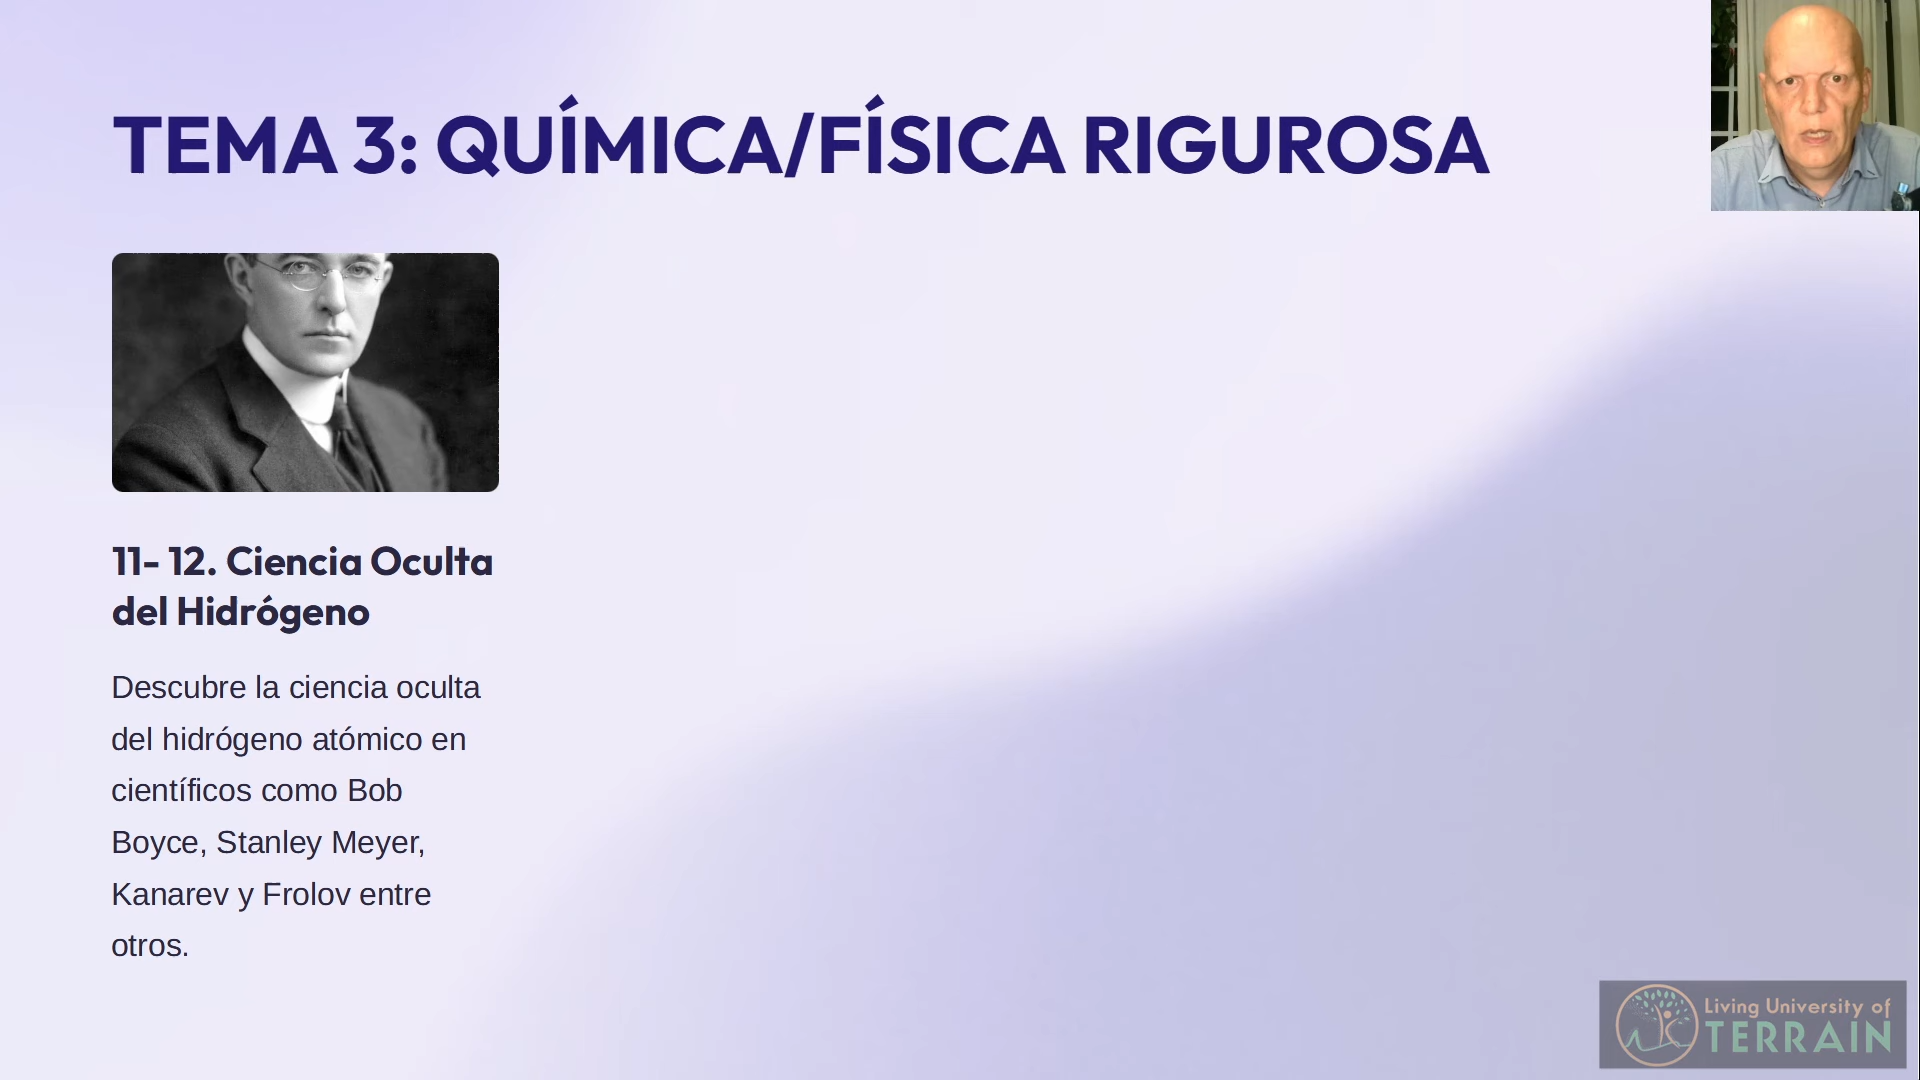 TEMA 3: QUÍMICA/FÍSICA RIGUROSA
11- 12. Ciencia Oculta
del Hidrógeno
Descubre la ciencia oculta
del hidrógeno atómico en
científicos como Bob
Boyce, Stanley Meyer,
Kanarev y Frolov entre
otros.
Living University of
TERRAIN